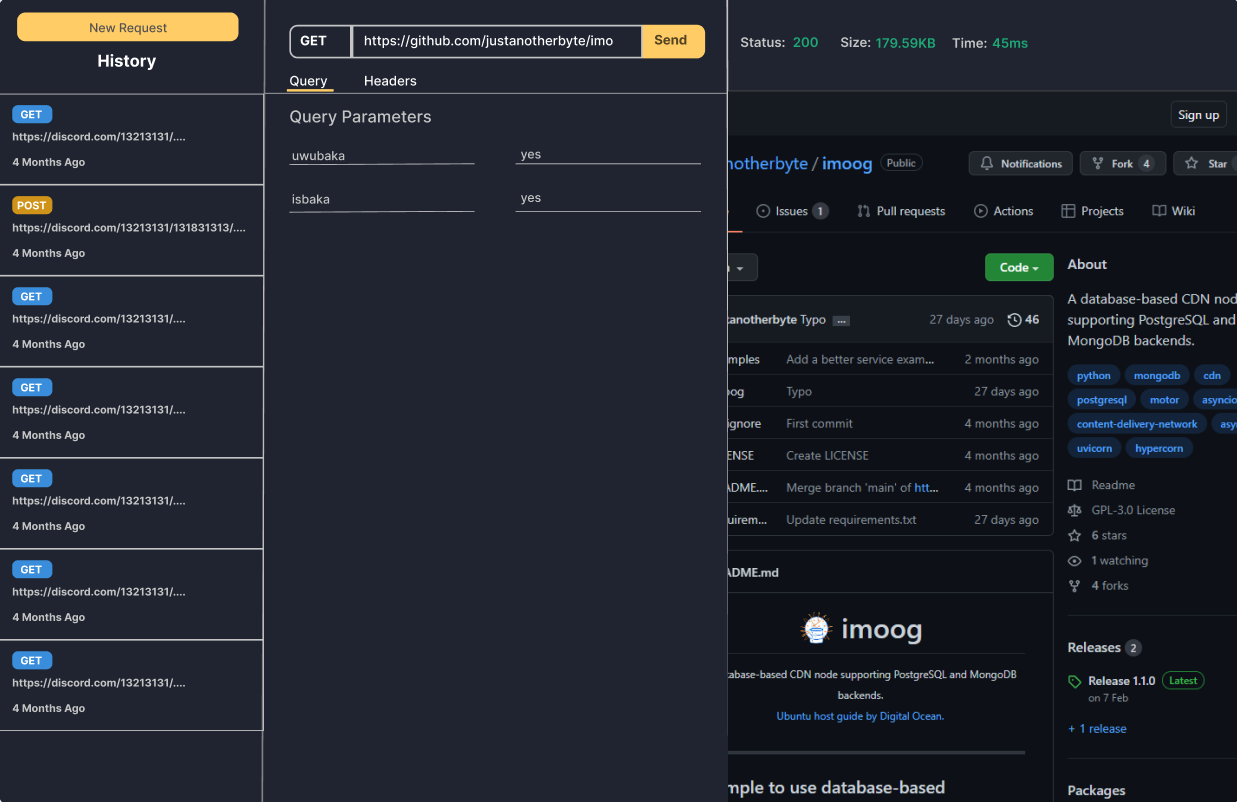 New Request
History
GET
https://discord.com/13213131/....
4 Months Ago
POST
https://discord.com/13213131/131831313/....
4 Months Ago
GET
https://discord.com/13213131/....
4 Months Ago
GET
https://discord.com/13213131/....
4 Months Ago
GET
https://discord.com/13213131/....
4 Months Ago
GET
https://discord.com/13213131/....
4 Months Ago
GET
https://discord.com/13213131/....
4 Months Ago
GET https://github.com/justanotherbyte/imo Send
Query Headers
Query Parameters
uwubaka yes
isbaka yes
Status: 200 Size: 179.59KB Time: 45ms
Sign up
notherbyte / imoog Public Notifications Fork 4 Star
Issues 1 Pull requests Actions Projects Wiki
Code
tanotherbyte Typo ... 27 days ago 46
mples Add a better service exam... 2 months ago
og Typo 27 days ago
ignore First commit 4 months ago
ENSE Create LICENSE 4 months ago
ADME.... Merge branch 'main' of htt... 4 months ago
uirem... Update requirements.txt 27 days ago
ADME.md
imoog
tabase-based CDN node supporting PostgreSQL and MongoDB
backends.
Ubuntu host guide by Digital Ocean.
mple to use database-based
About
A database-based CDN nod
supporting PostgreSQL and
MongoDB backends.
python mongodb cdn
postgresql motor asyncio
content-delivery-network asy
uvicorn hypercorn
Readme
GPL-3.0 License
6 stars
1 watching
4 forks
Releases 2
Release 1.1.0 Latest
on 7 Feb
+ 1 release
Packages